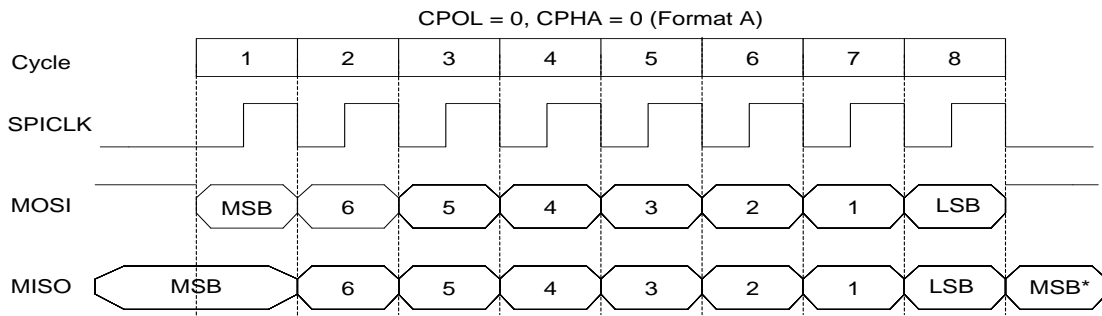 CPOL = 0, CPHA = 0 (Format A)
Cycle 1 2 3 4 5 6 7 8
SPICLK
MOSI MSB 6 5 4 3 2 1 LSB
MISO MSB 6 5 4 3 2 1 LSB MSB*